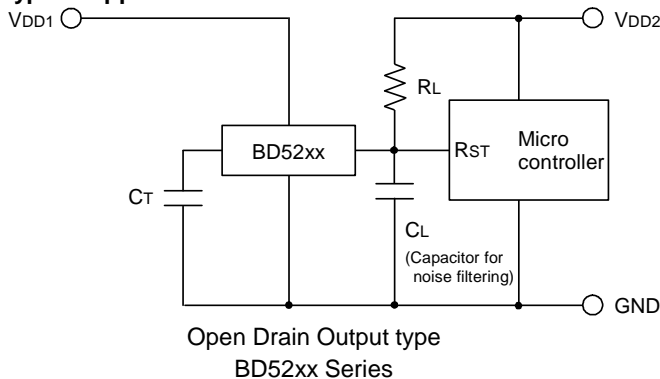 VDD1
VDD2
RL
BD52xx
RST
Micro
controller
CT
CL
(Capacitor for
noise filtering)
GND
Open Drain Output type
BD52xx Series